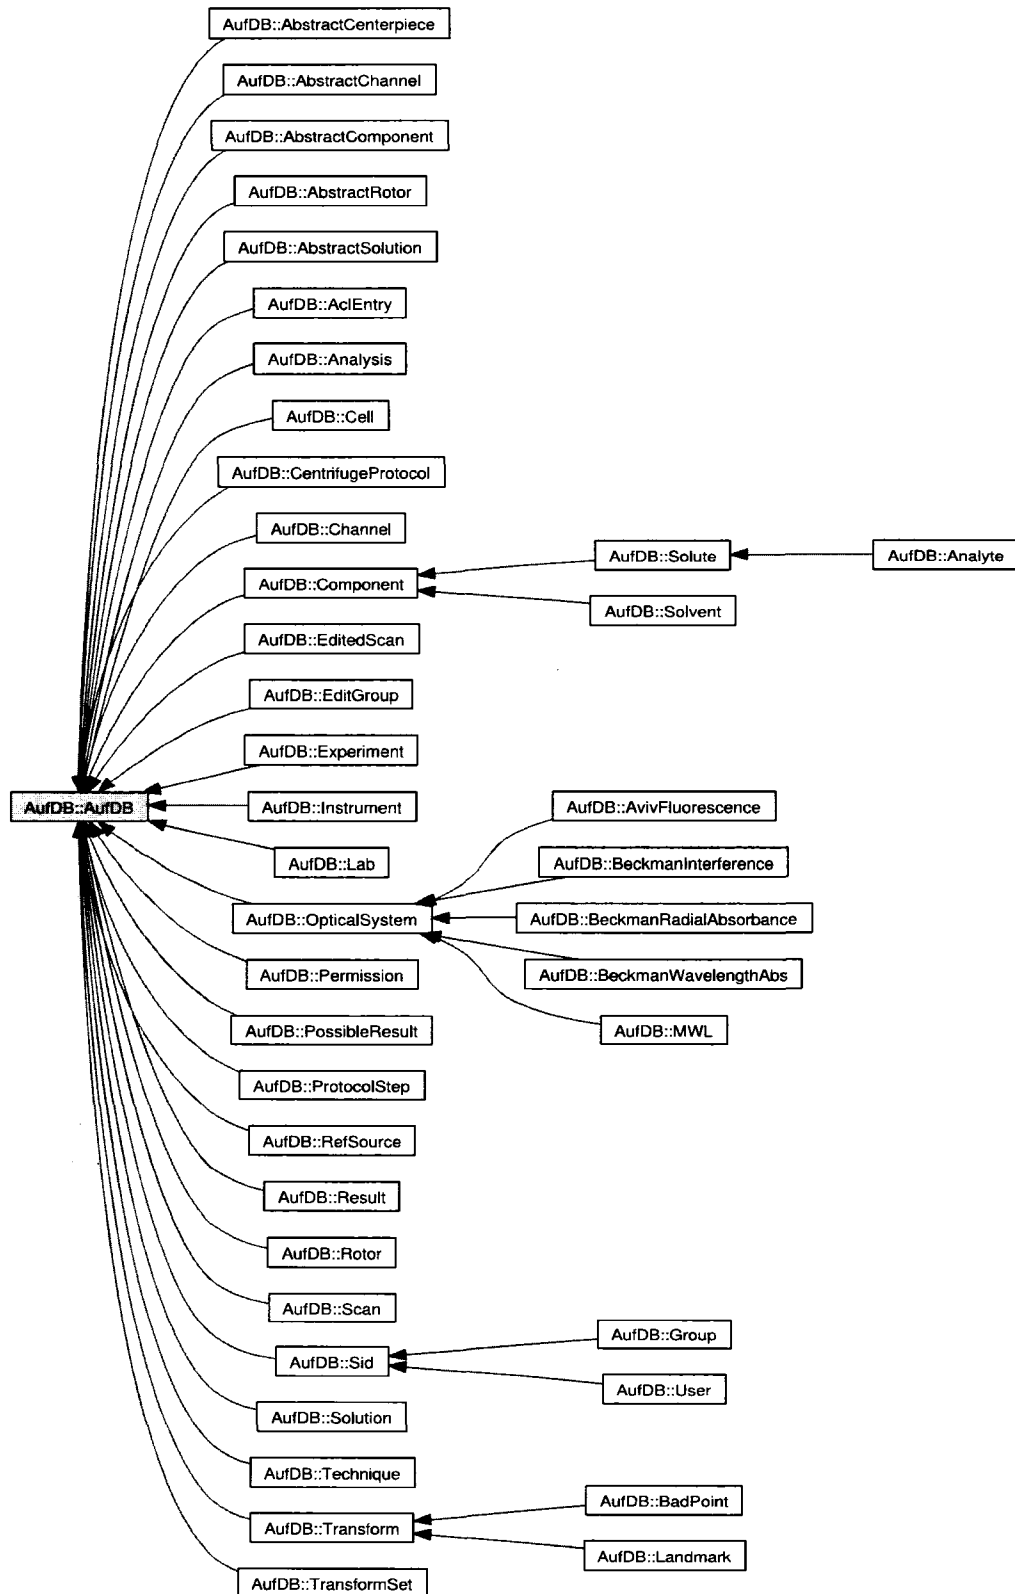 AufDB::AbstractCenterpiece
AufDB::AbstractChannel
AufDB::AbstractComponent
AufDB::AbstractRotor
AufDB::AbstractSolution
AufDB::AclEntry
AufDB::Analysis
AufDB::Cell
AufDB::CentrifugeProtocol
AufDB::Channel
AufDB::Solute
AufDB::Analyte
AufDB::Component
AufDB::Solvent
AufDB::EditedScan
AufDB::EditGroup
AufDB::Experiment
AufDB::AufDB
AufDB::Instrument
AufDB::AvivFluorescence
AufDB::Lab
AufDB::BeckmanInterference
AufDB::OpticalSystem
AufDB::BeckmanRadialAbsorbance
AufDB::Permission
AufDB::BeckmanWavelengthAbs
AufDB::PossibleResult
AufDB::MWL
AufDB::ProtocolStep
AufDB::RefSource
AufDB::Result
AufDB::Rotor
AufDB::Scan
AufDB::Group
AufDB::Sid
AufDB::User
AufDB::Solution
AufDB::Technique
AufDB::BadPoint
AufDB::Transform
AufDB::Landmark
AufDB::TransformSet